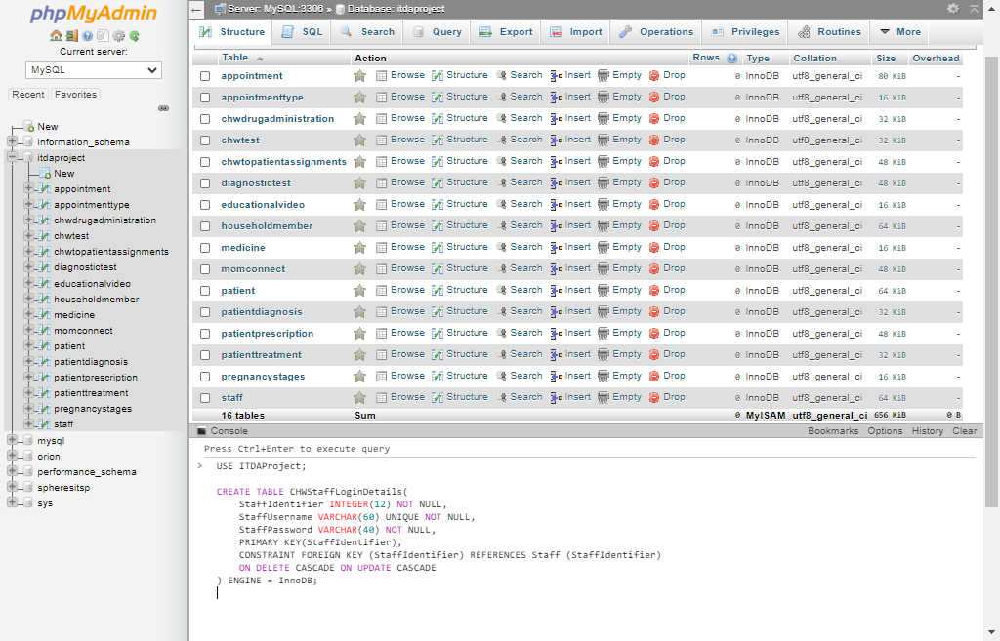 phpMyAdmin
Current server:
MySQL
Recent Favorites
New
information_schema
itdaproject
New
appointment
appointmenttype
chwdrugadministration
chwtest
chwtopatientassignments
diagnostictest
educationalvideo
householdmember
medicine
momconnect
patient
patientdiagnosis
patientprescription
patienttreatment
pregnancystages
staff
mysql
orion
performance_schema
spheresitsp
sys
Server: MySQL:3306 » Database: itdaproject
Structure SQL Search Query Export Import Operations Privileges Routines More
Table Action Rows Type Collation Size Overhead
appointment Browse Structure Search Insert Empty Drop 0 InnoDB utf8_general_ci 80 KiB -
appointmenttype Browse Structure Search Insert Empty Drop 0 InnoDB utf8_general_ci 16 KiB -
chwdrugadministration Browse Structure Search Insert Empty Drop 0 InnoDB utf8_general_ci 32 KiB -
chwtest Browse Structure Search Insert Empty Drop 0 InnoDB utf8_general_ci 32 KiB -
chwtopatientassignments Browse Structure Search Insert Empty Drop 0 InnoDB utf8_general_ci 48 KiB -
diagnostictest Browse Structure Search Insert Empty Drop 0 InnoDB utf8_general_ci 48 KiB -
educationalvideo Browse Structure Search Insert Empty Drop 0 InnoDB utf8_general_ci 16 KiB -
householdmember Browse Structure Search Insert Empty Drop 0 InnoDB utf8_general_ci 64 KiB -
medicine Browse Structure Search Insert Empty Drop 0 InnoDB utf8_general_ci 16 KiB -
momconnect Browse Structure Search Insert Empty Drop 0 InnoDB utf8_general_ci 48 KiB -
patient Browse Structure Search Insert Empty Drop 0 InnoDB utf8_general_ci 64 KiB -
patientdiagnosis Browse Structure Search Insert Empty Drop 0 InnoDB utf8_general_ci 32 KiB -
patientprescription Browse Structure Search Insert Empty Drop 0 InnoDB utf8_general_ci 48 KiB -
patienttreatment Browse Structure Search Insert Empty Drop 0 InnoDB utf8_general_ci 32 KiB -
pregnancystages Browse Structure Search Insert Empty Drop 0 InnoDB utf8_general_ci 16 KiB -
staff Browse Structure Search Insert Empty Drop 0 InnoDB utf8_general_ci 64 KiB -
16 tables Sum 0 MyISAM utf8_general_ci 656 KiB 0 B
Console Bookmarks Options History Clear
Press Ctrl+Enter to execute query
> USE ITDAProject;
CREATE TABLE CHWStaffLoginDetails(
StaffIdentifier INTEGER(12) NOT NULL,
StaffUsername VARCHAR(60) UNIQUE NOT NULL,
StaffPassword VARCHAR(40) NOT NULL,
PRIMARY KEY(StaffIdentifier),
CONSTRAINT FOREIGN KEY (StaffIdentifier) REFERENCES Staff (StaffIdentifier)
ON DELETE CASCADE ON UPDATE CASCADE
) ENGINE = InnoDB;